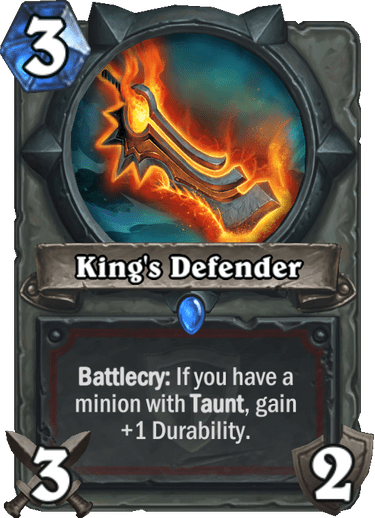 3
King's Defender
Battlecry: If you have a
minion with Taunt, gain
+1 Durability.
3
2